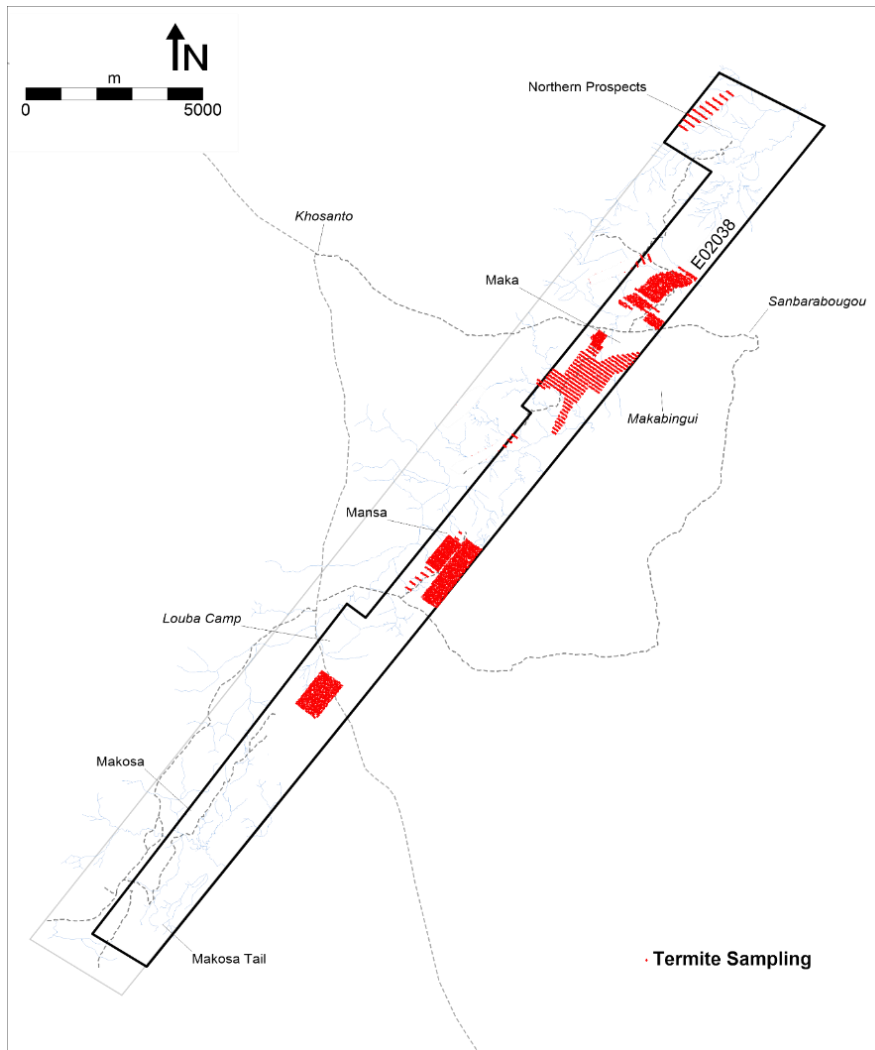 N
m
0 5000
Northern Prospects
Khosanto
E02038
Maka
Sanbarabougou
Makabingui
Mansa
Louba Camp
Makosa
Makosa Tail
Termite Sampling